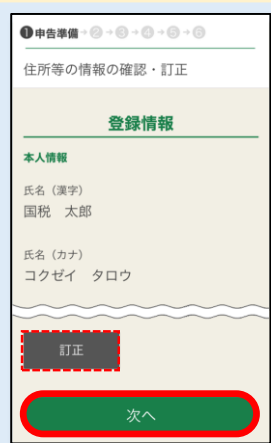 ❶申告準備→②→③→④→⑤→⑥
住所等の情報の確認・訂正
登録情報
本人情報
氏名（漢字）
国税　太郎
氏名（カナ）
コクゼイ　タロウ
訂正
次へ